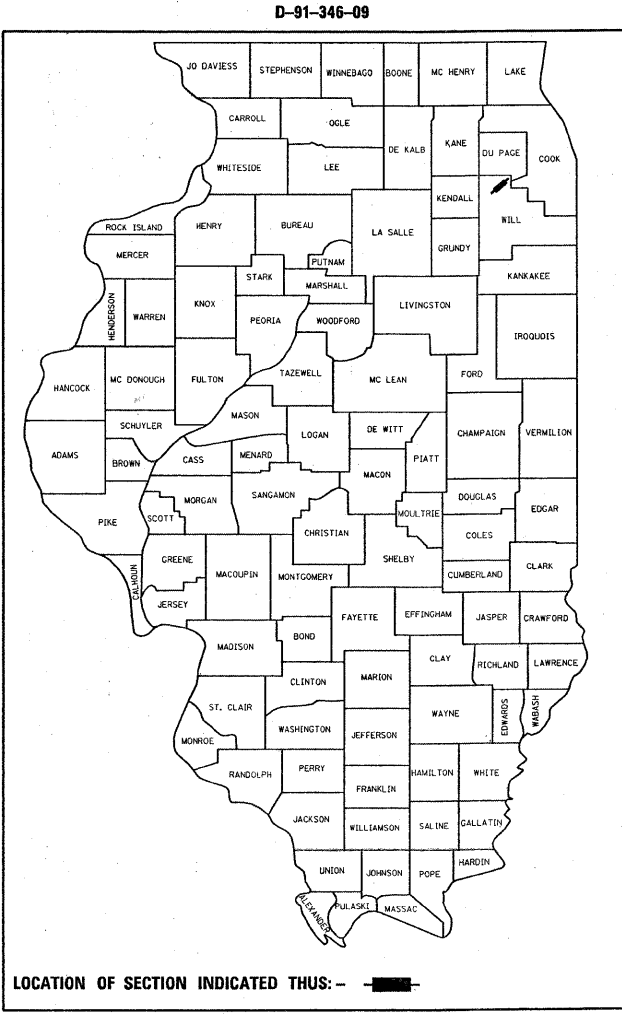 D-91-346-09
JO DAVIESS
STEPHENSON
WINNEBAGO
BOONE
MC HENRY
LAKE
CARROLL
OGLE
DE KALB
KANE
DU PAGE
COOK
WHITESIDE
LEE
KENDALL
WILL
ROCK ISLAND
HENRY
BUREAU
LA SALLE
GRUNDY
MERCER
PUTNAM
STARK
MARSHALL
KANKAKEE
HENDERSON
WARREN
KNOX
PEORIA
WOODFORD
LIVINGSTON
IROQUOIS
HANCOCK
MC DONOUGH
FULTON
TAZEWELL
MC LEAN
FORD
SCHUYLER
MASON
LOGAN
DE WITT
CHAMPAIGN
VERMILION
ADAMS
BROWN
CASS
MENARD
PIATT
MACON
PIKE
SCOTT
MORGAN
SANGAMON
CHRISTIAN
MOULTRIE
DOUGLAS
EDGAR
COLES
CALHOUN
GREENE
MACOUPIN
MONTGOMERY
SHELBY
CUMBERLAND
CLARK
JERSEY
FAYETTE
EFFINGHAM
JASPER
CRAWFORD
MADISON
BOND
CLAY
RICHLAND
LAWRENCE
CLINTON
MARION
ST. CLAIR
WAYNE
EDWARDS
WABASH
MONROE
WASHINGTON
JEFFERSON
RANDOLPH
PERRY
HAMILTON
WHITE
FRANKLIN
JACKSON
WILLIAMSON
SALINE
GALLATIN
UNION
JOHNSON
POPE
HARDIN
ALEXANDER
PULASKI
MASSAC
LOCATION OF SECTION INDICATED THUS: -